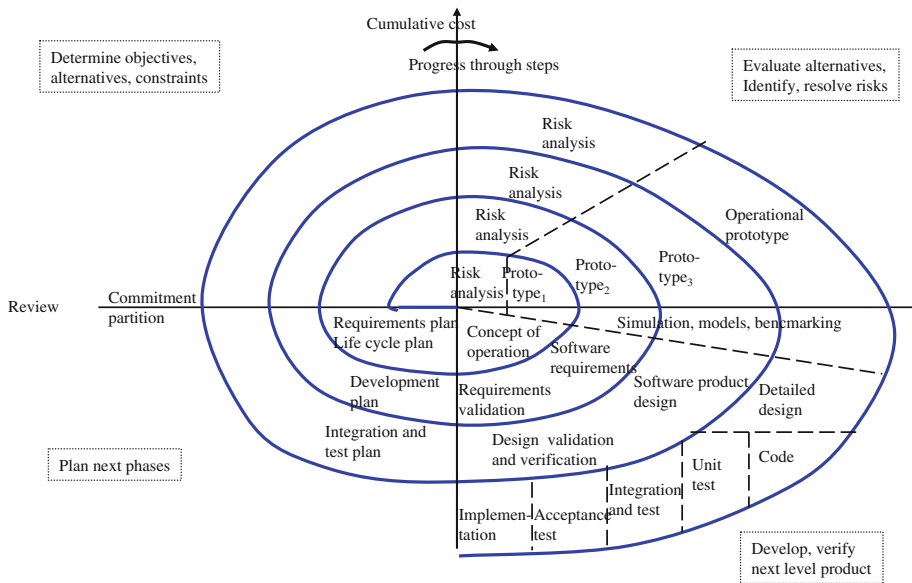 Cumulative cost
Progress through steps
Determine objectives,
alternatives, constraints
Evaluate alternatives,
Identify, resolve risks
Risk
analysis
Risk
analysis
Risk
analysis
Risk
analysis
Proto-
type1
Proto-
type2
Proto-
type3
Operational
prototype
Review
Commitment
partition
Requirements plan
Life cycle plan
Concept of
operation
Simulation, models, bencmarking
Software
requirements
Development
plan
Requirements
validation
Software product
design
Detailed
design
Integration and
test plan
Design validation
and verification
Plan next phases
Implemen-
tation
Acceptance
test
Integration
and test
Unit
test
Code
Develop, verify
next level product